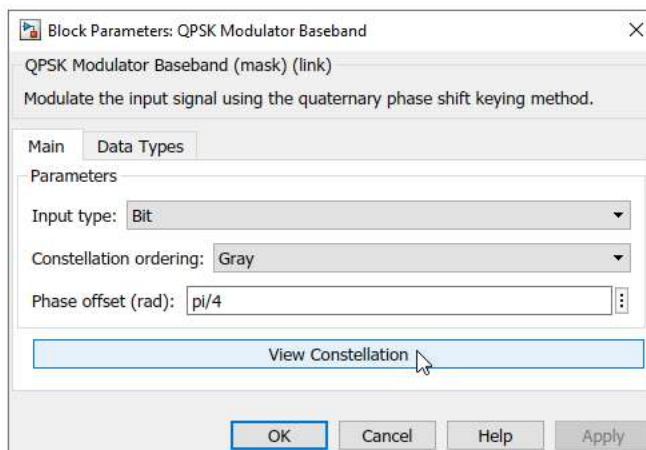 Block Parameters: QPSK Modulator Baseband
QPSK Modulator Baseband (mask) (link)
Modulate the input signal using the quaternary phase shift keying method.
Main Data Types
Parameters
Input type: Bit
Constellation ordering: Gray
Phase offset (rad): pi/4
View Constellation
OK Cancel Help Apply